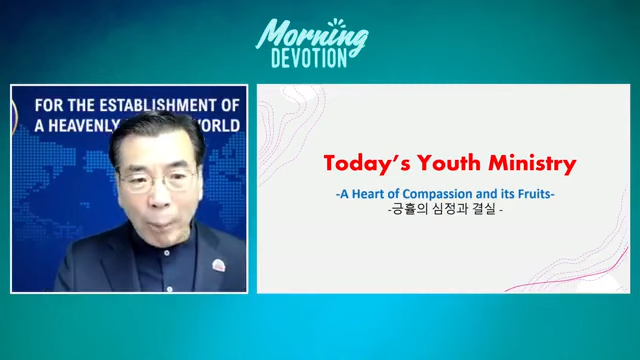 Morning
DEVOTION
FOR THE ESTABLISHMENT OF
A HEAVENLY WORLD
Today's Youth Ministry
-A Heart of Compassion and its Fruits-
-긍휼의 심정과 결실 -